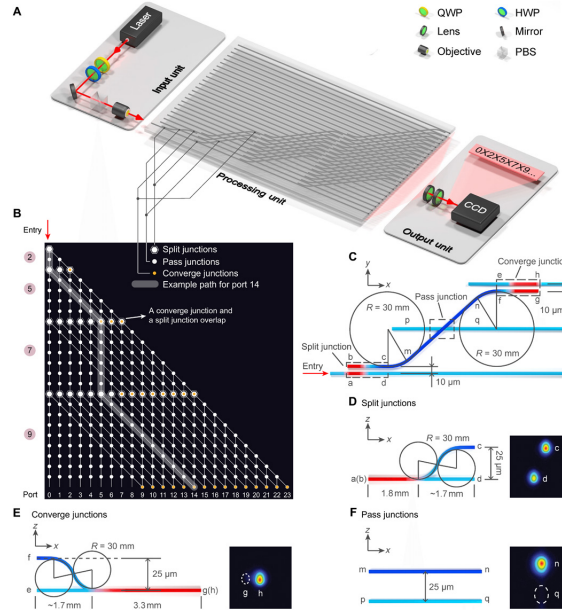 A
Laser
Input unit
QWP
HWP
Lens
Mirror
Objective
PBS
Processing unit
0X2X5X7X9...
CCD
Output unit
B
Entry
2
5
7
9
Split junctions
Pass junctions
Converge junctions
Example path for port 14
A converge junction and
a split junction overlap
Port
0 1 2 3 4 5 6 7 8 9 10 11 12 13 14 15 16 17 18 19 20 21 22 23
C
y
x
Converge junction
e h
f g
Pass junction
R = 30 mm
p
n
q
m
R = 30 mm
10 μm
Split junction
b c
a d
Entry
10 μm
D Split junctions
z
x
R = 30 mm
c
25 μm
a(b)
d
1.8 mm
~1.7 mm
c
d
E Converge junctions
z
x
f
R = 30 mm
25 μm
e
g(h)
~1.7 mm
3.3 mm
g h
F Pass junctions
z
x
m n
25 μm
p q
n
q